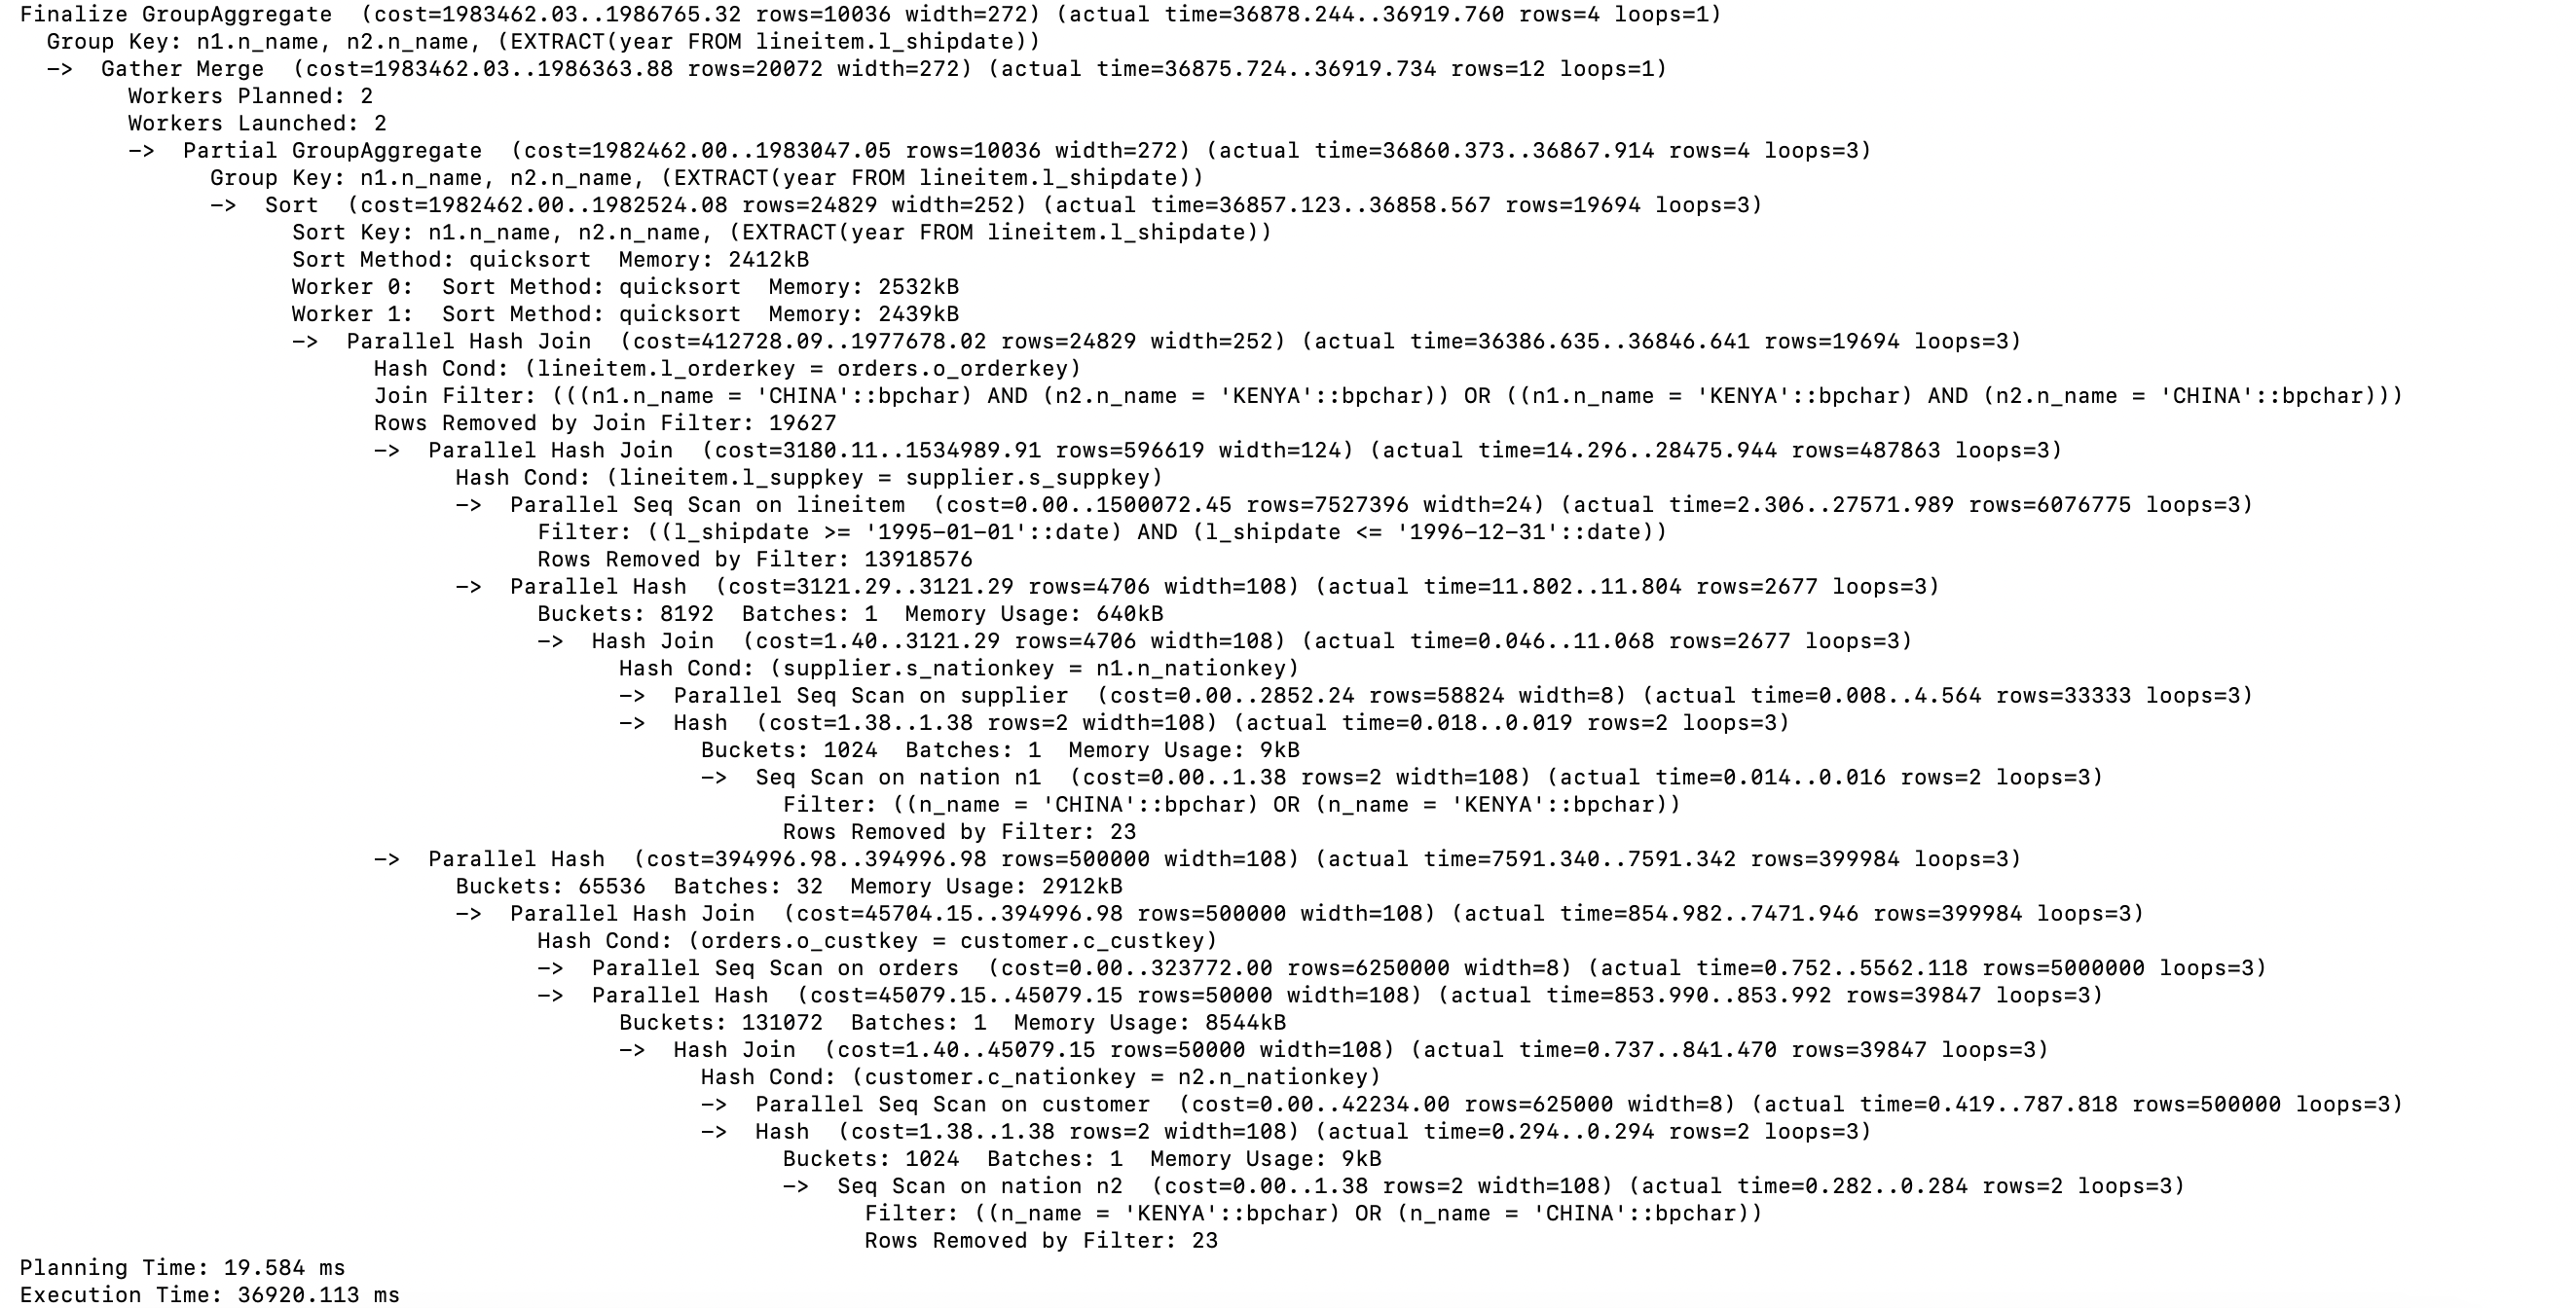 Finalize GroupAggregate  (cost=1983462.03..1986765.32 rows=10036 width=272) (actual time=36878.244..36919.760 rows=4 loops=1)
  Group Key: n1.n_name, n2.n_name, (EXTRACT(year FROM lineitem.l_shipdate))
  ->  Gather Merge  (cost=1983462.03..1986363.88 rows=20072 width=272) (actual time=36875.724..36919.734 rows=12 loops=1)
        Workers Planned: 2
        Workers Launched: 2
        ->  Partial GroupAggregate  (cost=1982462.00..1983047.05 rows=10036 width=272) (actual time=36860.373..36867.914 rows=4 loops=3)
              Group Key: n1.n_name, n2.n_name, (EXTRACT(year FROM lineitem.l_shipdate))
              ->  Sort  (cost=1982462.00..1982524.08 rows=24829 width=252) (actual time=36857.123..36858.567 rows=19694 loops=3)
                    Sort Key: n1.n_name, n2.n_name, (EXTRACT(year FROM lineitem.l_shipdate))
                    Sort Method: quicksort  Memory: 2412kB
                    Worker 0:  Sort Method: quicksort  Memory: 2532kB
                    Worker 1:  Sort Method: quicksort  Memory: 2439kB
                    ->  Parallel Hash Join  (cost=412728.09..1977678.02 rows=24829 width=252) (actual time=36386.635..36846.641 rows=19694 loops=3)
                          Hash Cond: (lineitem.l_orderkey = orders.o_orderkey)
                          Join Filter: (((n1.n_name = 'CHINA'::bpchar) AND (n2.n_name = 'KENYA'::bpchar)) OR ((n1.n_name = 'KENYA'::bpchar) AND (n2.n_name = 'CHINA'::bpchar)))
                          Rows Removed by Join Filter: 19627
                          ->  Parallel Hash Join  (cost=3180.11..1534989.91 rows=596619 width=124) (actual time=14.296..28475.944 rows=487863 loops=3)
                                Hash Cond: (lineitem.l_suppkey = supplier.s_suppkey)
                                ->  Parallel Seq Scan on lineitem  (cost=0.00..1500072.45 rows=7527396 width=24) (actual time=2.306..27571.989 rows=6076775 loops=3)
                                      Filter: ((l_shipdate >= '1995-01-01'::date) AND (l_shipdate <= '1996-12-31'::date))
                                      Rows Removed by Filter: 13918576
                                ->  Parallel Hash  (cost=3121.29..3121.29 rows=4706 width=108) (actual time=11.802..11.804 rows=2677 loops=3)
                                      Buckets: 8192  Batches: 1  Memory Usage: 640kB
                                      ->  Hash Join  (cost=1.40..3121.29 rows=4706 width=108) (actual time=0.046..11.068 rows=2677 loops=3)
                                            Hash Cond: (supplier.s_nationkey = n1.n_nationkey)
                                            ->  Parallel Seq Scan on supplier  (cost=0.00..2852.24 rows=58824 width=8) (actual time=0.008..4.564 rows=33333 loops=3)
                                            ->  Hash  (cost=1.38..1.38 rows=2 width=108) (actual time=0.018..0.019 rows=2 loops=3)
                                                  Buckets: 1024  Batches: 1  Memory Usage: 9kB
                                                  ->  Seq Scan on nation n1  (cost=0.00..1.38 rows=2 width=108) (actual time=0.014..0.016 rows=2 loops=3)
                                                        Filter: ((n_name = 'CHINA'::bpchar) OR (n_name = 'KENYA'::bpchar))
                                                        Rows Removed by Filter: 23
                          ->  Parallel Hash  (cost=394996.98..394996.98 rows=500000 width=108) (actual time=7591.340..7591.342 rows=399984 loops=3)
                                Buckets: 65536  Batches: 32  Memory Usage: 2912kB
                                ->  Parallel Hash Join  (cost=45704.15..394996.98 rows=500000 width=108) (actual time=854.982..7471.946 rows=399984 loops=3)
                                      Hash Cond: (orders.o_custkey = customer.c_custkey)
                                      ->  Parallel Seq Scan on orders  (cost=0.00..323772.00 rows=6250000 width=8) (actual time=0.752..5562.118 rows=5000000 loops=3)
                                      ->  Parallel Hash  (cost=45079.15..45079.15 rows=50000 width=108) (actual time=853.990..853.992 rows=39847 loops=3)
                                            Buckets: 131072  Batches: 1  Memory Usage: 8544kB
                                            ->  Hash Join  (cost=1.40..45079.15 rows=50000 width=108) (actual time=0.737..841.470 rows=39847 loops=3)
                                                  Hash Cond: (customer.c_nationkey = n2.n_nationkey)
                                                  ->  Parallel Seq Scan on customer  (cost=0.00..42234.00 rows=625000 width=8) (actual time=0.419..787.818 rows=500000 loops=3)
                                                  ->  Hash  (cost=1.38..1.38 rows=2 width=108) (actual time=0.294..0.294 rows=2 loops=3)
                                                        Buckets: 1024  Batches: 1  Memory Usage: 9kB
                                                        ->  Seq Scan on nation n2  (cost=0.00..1.38 rows=2 width=108) (actual time=0.282..0.284 rows=2 loops=3)
                                                              Filter: ((n_name = 'KENYA'::bpchar) OR (n_name = 'CHINA'::bpchar))
                                                              Rows Removed by Filter: 23
Planning Time: 19.584 ms
Execution Time: 36920.113 ms